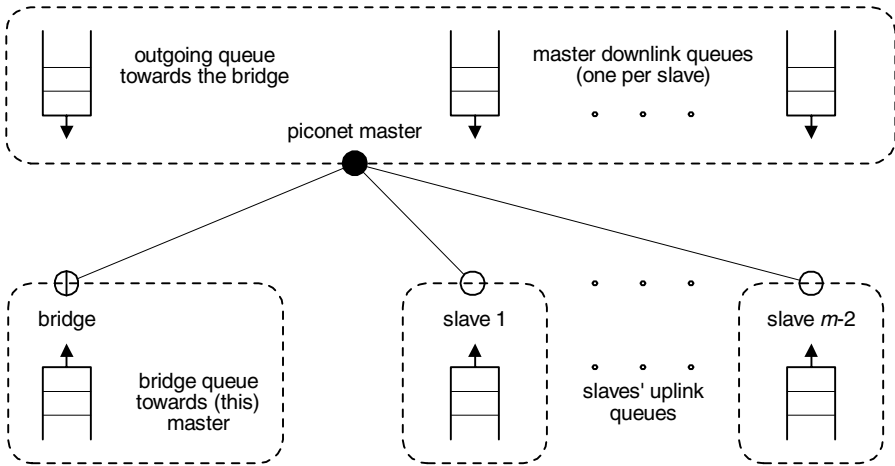 outgoing queue
towards the bridge
master downlink queues
(one per slave)
piconet master
bridge
slave 1
slave m-2
bridge queue
towards (this)
master
slaves' uplink
queues